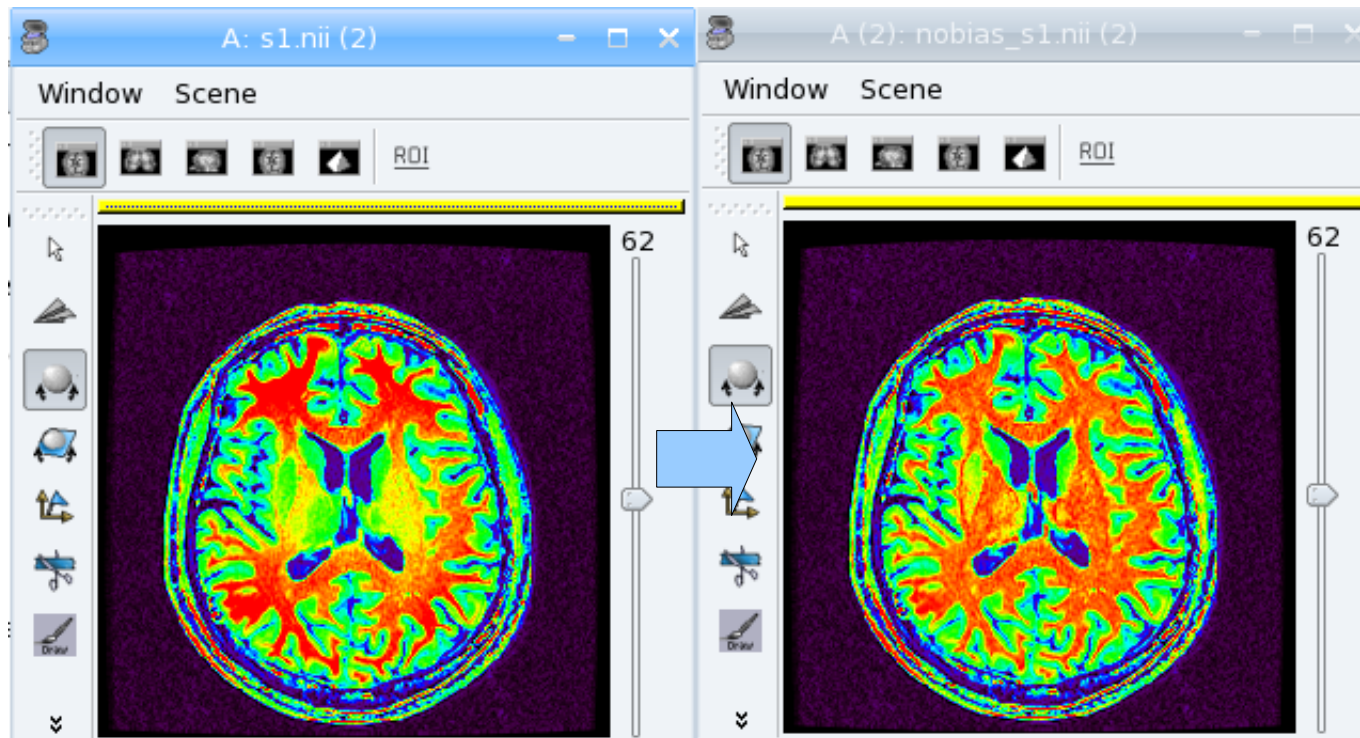 A: s1.nii (2)
Window Scene
ROI
62
Draw
A (2): nobias_s1.nii (2)
Window Scene
ROI
62
Draw